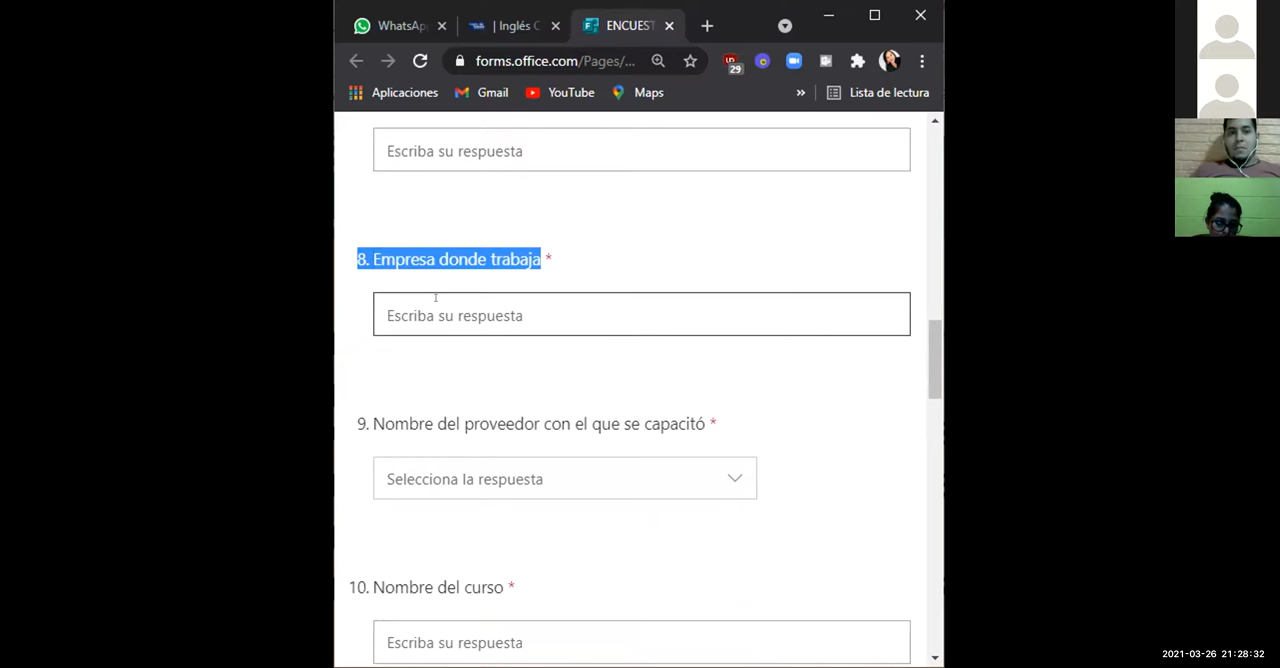 WhatsAp
| Inglés C
ENCUEST
forms.office.com/Pages/...
29
Aplicaciones
Gmail
YouTube
Maps
»
Lista de lectura
Escriba su respuesta
8. Empresa donde trabaja *
Escriba su respuesta
9. Nombre del proveedor con el que se capacitó *
Selecciona la respuesta
10. Nombre del curso *
Escriba su respuesta
2021-03-26 21:28:32